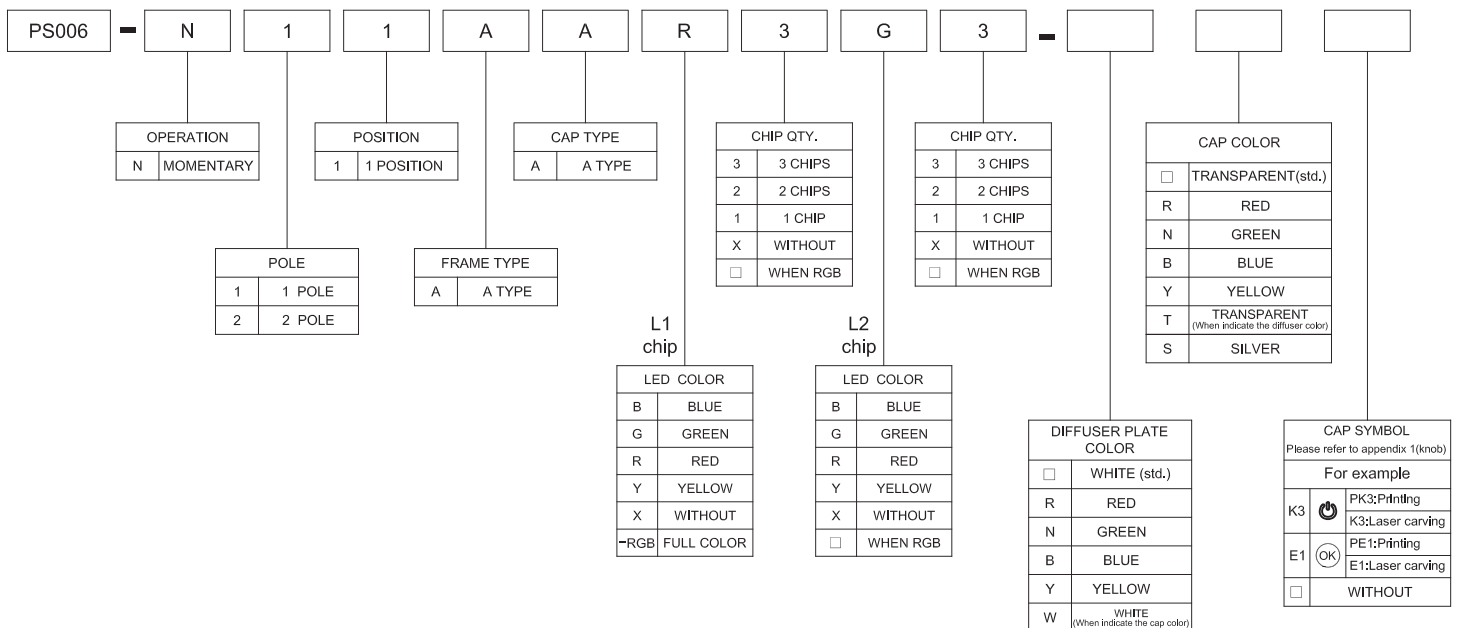 PS006 - N 1 1 A A R 3 G 3 -
OPERATION
N MOMENTARY
POSITION
1 1 POSITION
CAP TYPE
A A TYPE
CHIP QTY.
3 3 CHIPS
2 2 CHIPS
1 1 CHIP
X WITHOUT
□ WHEN RGB
CHIP QTY.
3 3 CHIPS
2 2 CHIPS
1 1 CHIP
X WITHOUT
□ WHEN RGB
CAP COLOR
□ TRANSPARENT(std.)
R RED
N GREEN
B BLUE
Y YELLOW
T TRANSPARENT
(When indicate the diffuser color)
S SILVER
POLE
1 1 POLE
2 2 POLE
FRAME TYPE
A A TYPE
L1
chip
LED COLOR
B BLUE
G GREEN
R RED
Y YELLOW
X WITHOUT
-RGB FULL COLOR
L2
chip
LED COLOR
B BLUE
G GREEN
R RED
Y YELLOW
X WITHOUT
□ WHEN RGB
DIFFUSER PLATE
COLOR
□ WHITE (std.)
R RED
N GREEN
B BLUE
Y YELLOW
W WHITE
(When indicate the cap color)
CAP SYMBOL
Please refer to appendix 1(knob)
For example
K3 PK3:Printing
K3:Laser carving
E1 OK PE1:Printing
E1:Laser carving
□ WITHOUT